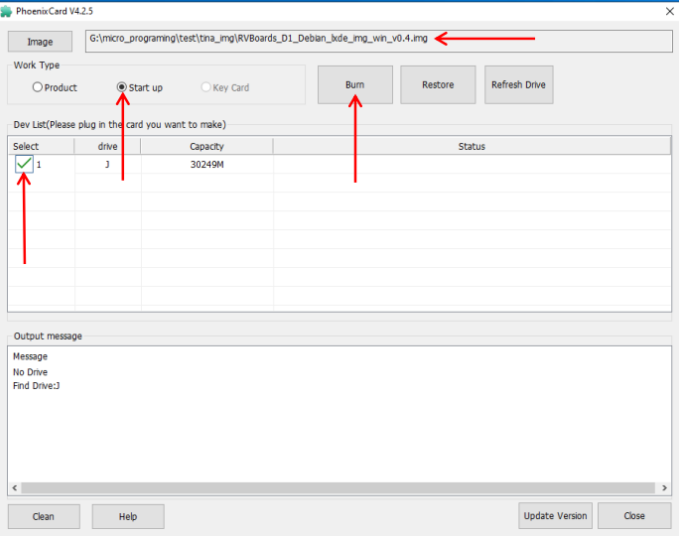 PhoenixCard V4.2.5
Image
G:\micro_programing\test\tina_img\RVBoards_D1_Debian_lxde_img_win_v0.4.img
Work Type
Product
Start up
Key Card
Burn
Restore
Refresh Drive
Dev List(Please plug in the card you want to make)
Select drive Capacity Status
1 J 30249M
Output message
Message
No Drive
Find Drive:J
Clean
Help
Update Version
Close